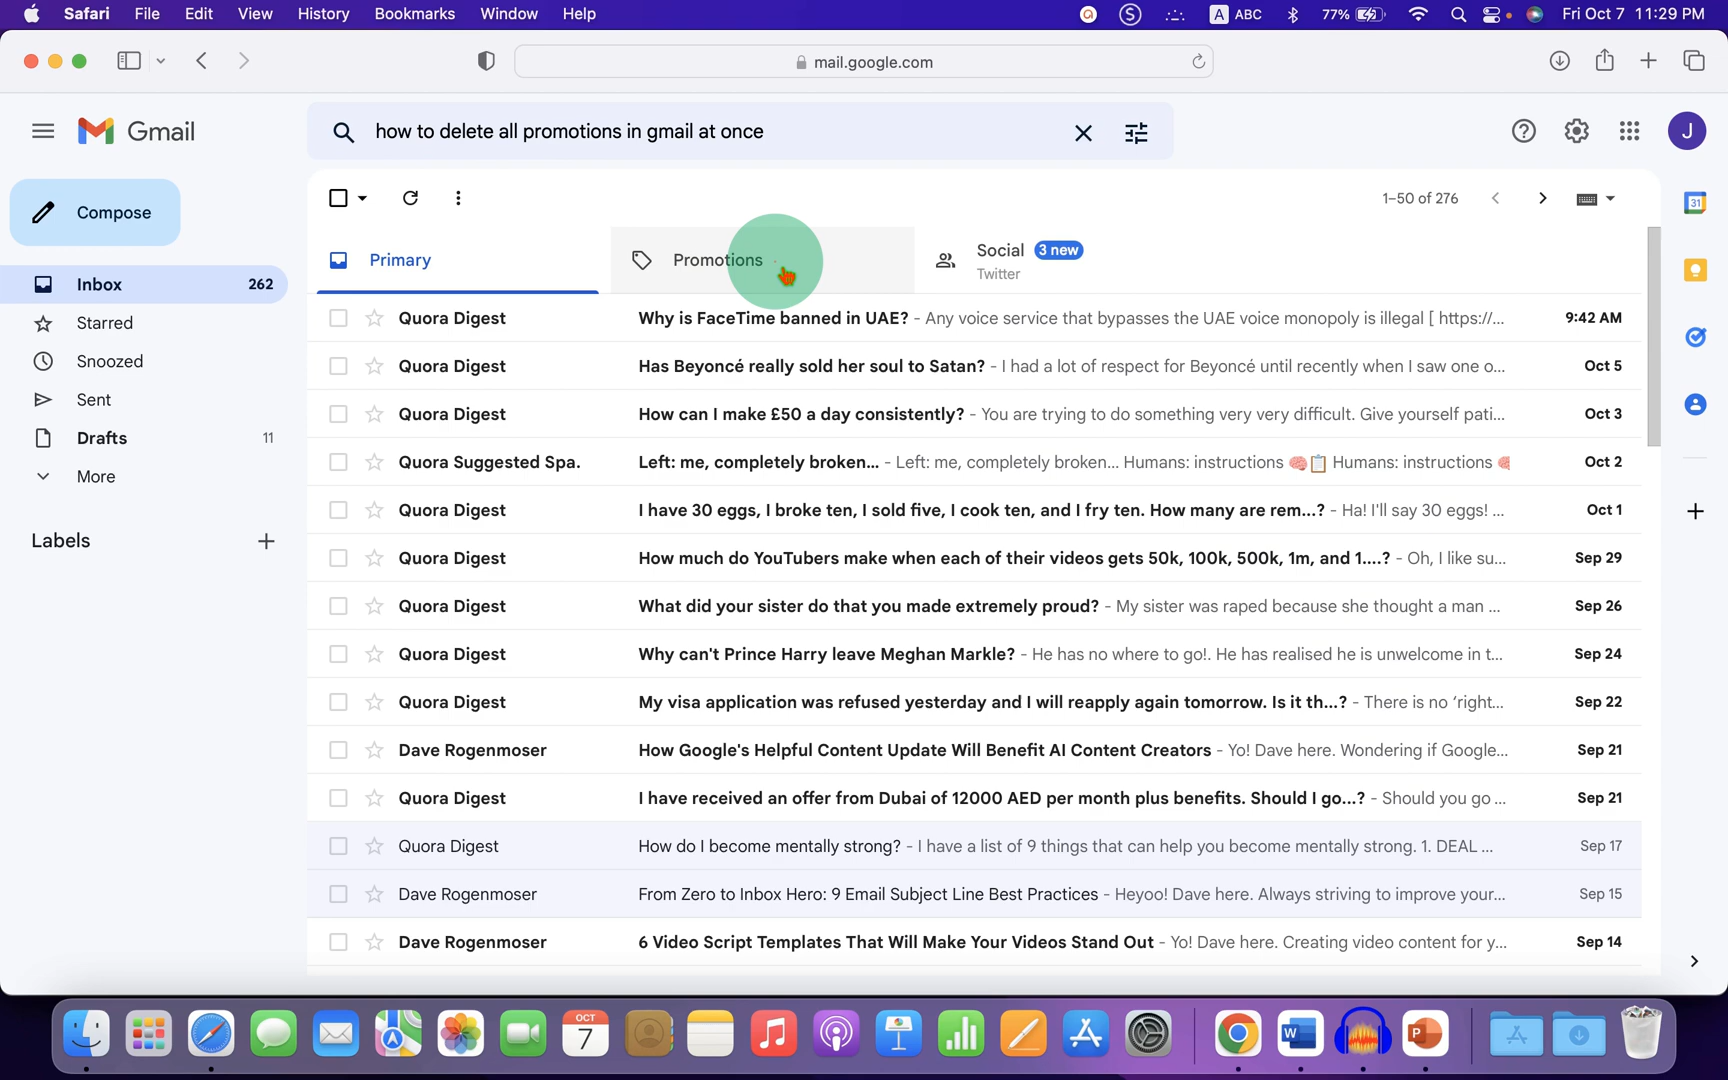 Safari File Edit View History Bookmarks Window Help A ABC 77% Fri Oct 7 11:29 PM
mail.google.com
Gmail how to delete all promotions in gmail at once J
Compose 1–50 of 276
31
Primary Promotions Social 3 new
Twitter
Inbox 262
Starred
Snoozed
Sent
Drafts 11
More
Labels
Quora Digest Why is FaceTime banned in UAE? - Any voice service that bypasses the UAE voice monopoly is illegal [ https://... 9:42 AM
Quora Digest Has Beyoncé really sold her soul to Satan? - I had a lot of respect for Beyoncé until recently when I saw one o... Oct 5
Quora Digest How can I make £50 a day consistently? - You are trying to do something very very difficult. Give yourself pati... Oct 3
Quora Suggested Spa. Left: me, completely broken... - Left: me, completely broken... Humans: instructions 🧠📋 Humans: instructions Oct 2
Quora Digest I have 30 eggs, I broke ten, I sold five, I cook ten, and I fry ten. How many are rem...? - Ha! I'll say 30 eggs! ... Oct 1
Quora Digest How much do YouTubers make when each of their videos gets 50k, 100k, 500k, 1m, and 1....? - Oh, I like su... Sep 29
Quora Digest What did your sister do that you made extremely proud? - My sister was raped because she thought a man ... Sep 26
Quora Digest Why can't Prince Harry leave Meghan Markle? - He has no where to go!. He has realised he is unwelcome in t... Sep 24
Quora Digest My visa application was refused yesterday and I will reapply again tomorrow. Is it th...? - There is no ‘right... Sep 22
Dave Rogenmoser How Google's Helpful Content Update Will Benefit AI Content Creators - Yo! Dave here. Wondering if Google... Sep 21
Quora Digest I have received an offer from Dubai of 12000 AED per month plus benefits. Should I go...? - Should you go ... Sep 21
Quora Digest How do I become mentally strong? - I have a list of 9 things that can help you become mentally strong. 1. DEAL ... Sep 17
Dave Rogenmoser From Zero to Inbox Hero: 9 Email Subject Line Best Practices - Heyoo! Dave here. Always striving to improve your... Sep 15
Dave Rogenmoser 6 Video Script Templates That Will Make Your Videos Stand Out - Yo! Dave here. Creating video content for y... Sep 14
OCT
7 W P